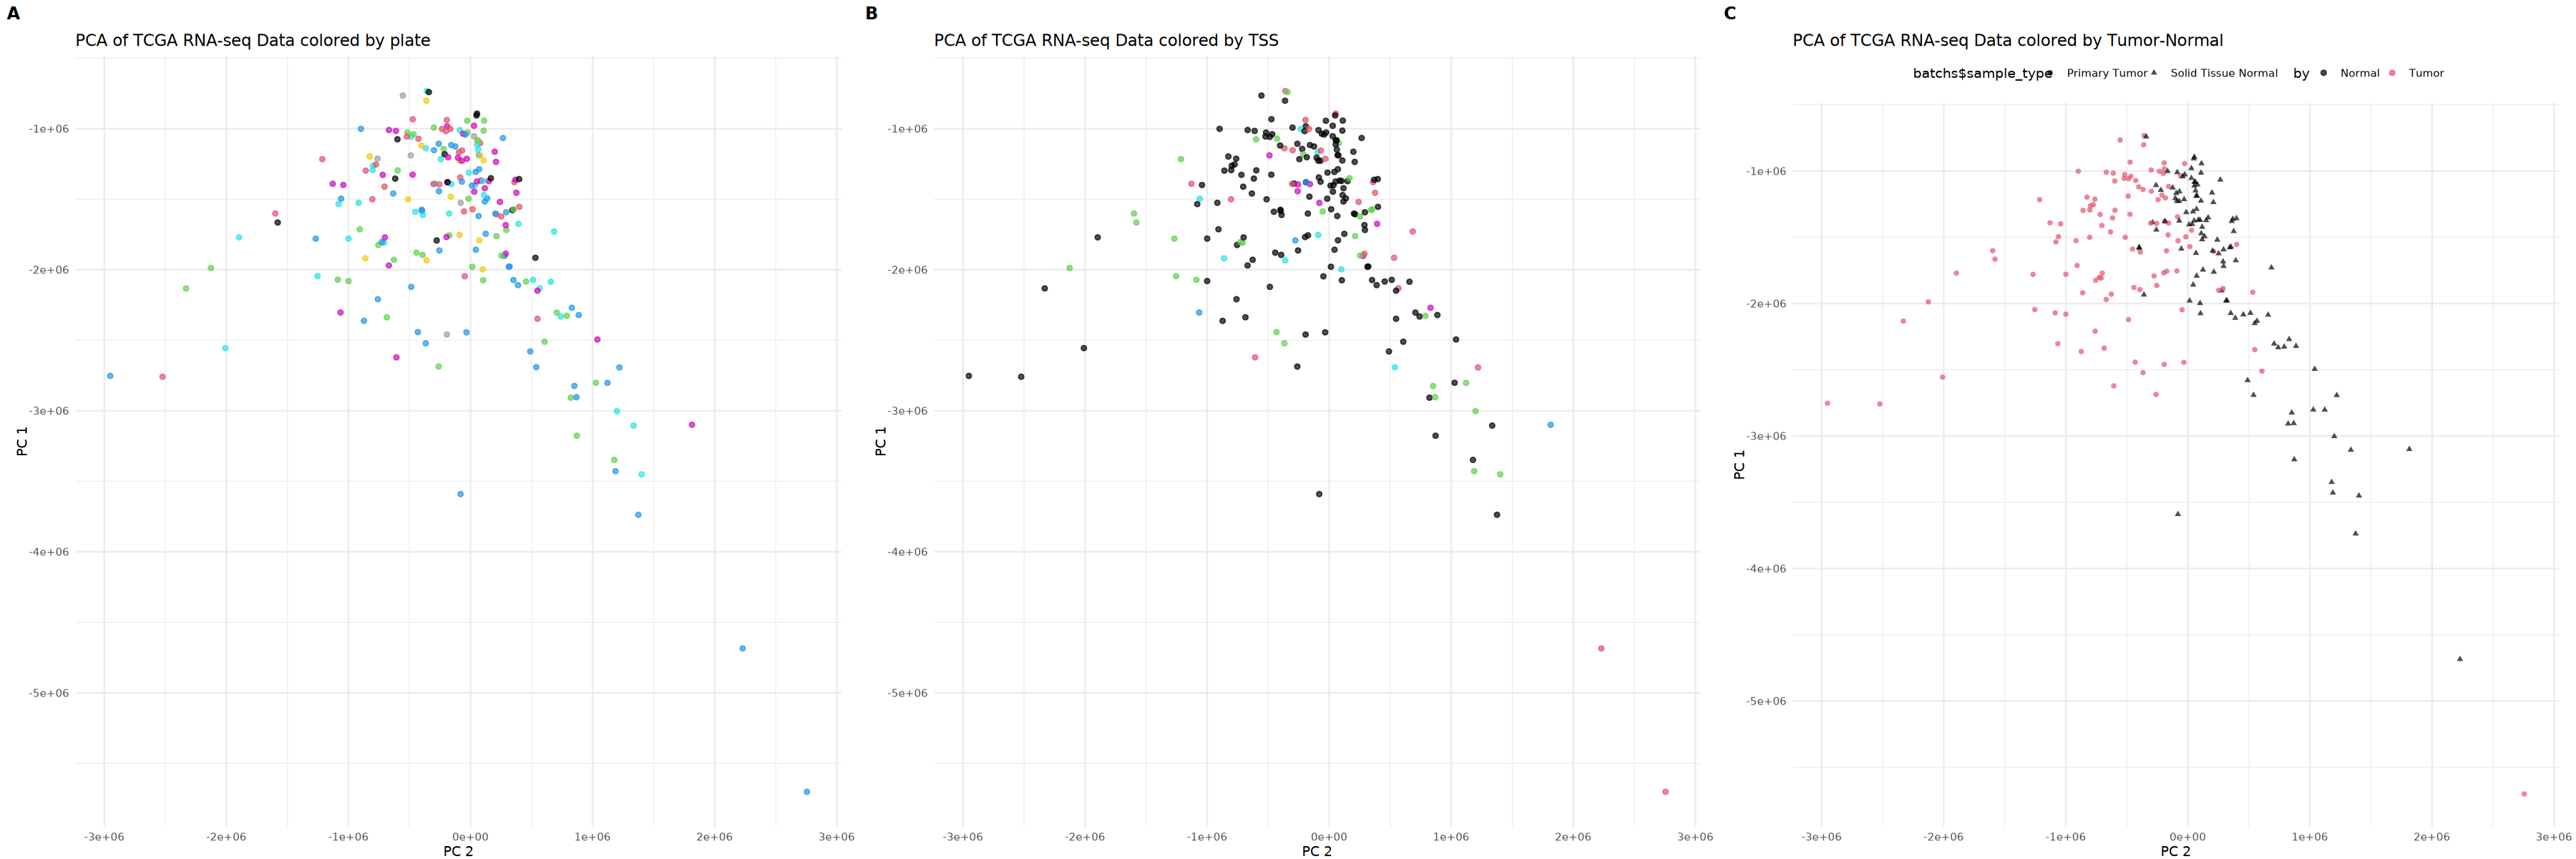 A
PCA of TCGA RNA-seq Data colored by plate
-1e+06
-2e+06
-3e+06
-4e+06
-5e+06
PC 1
-3e+06 -2e+06 -1e+06 0e+00 1e+06 2e+06 3e+06
PC 2
B
PCA of TCGA RNA-seq Data colored by TSS
-1e+06
-2e+06
-3e+06
-4e+06
-5e+06
PC 1
-3e+06 -2e+06 -1e+06 0e+00 1e+06 2e+06 3e+06
PC 2
C
PCA of TCGA RNA-seq Data colored by Tumor-Normal
batchs$sample_type Primary Tumor Solid Tissue Normal by Normal Tumor
-1e+06
-2e+06
-3e+06
-4e+06
-5e+06
PC 1
-3e+06 -2e+06 -1e+06 0e+00 1e+06 2e+06 3e+06
PC 2